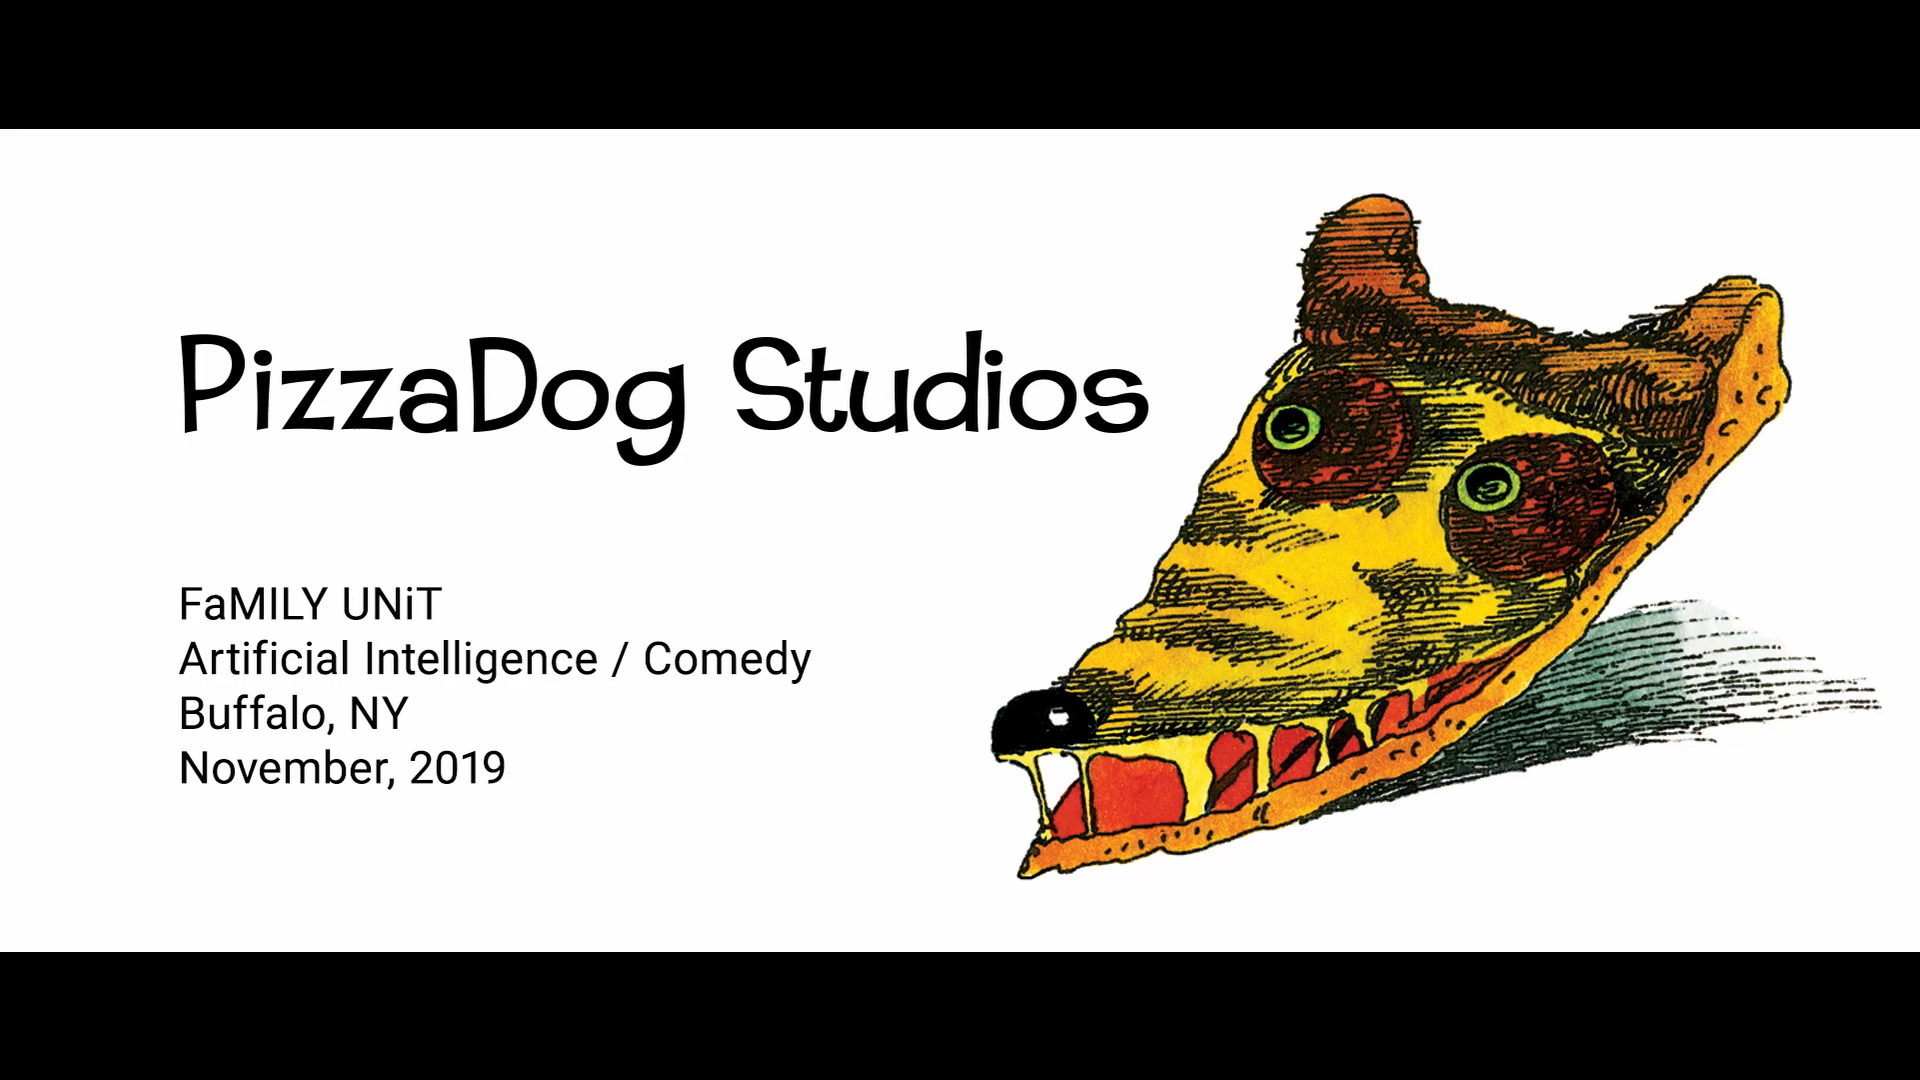 PizzaDog Studios
FaMILY UNiT
Artificial Intelligence / Comedy
Buffalo, NY
November, 2019